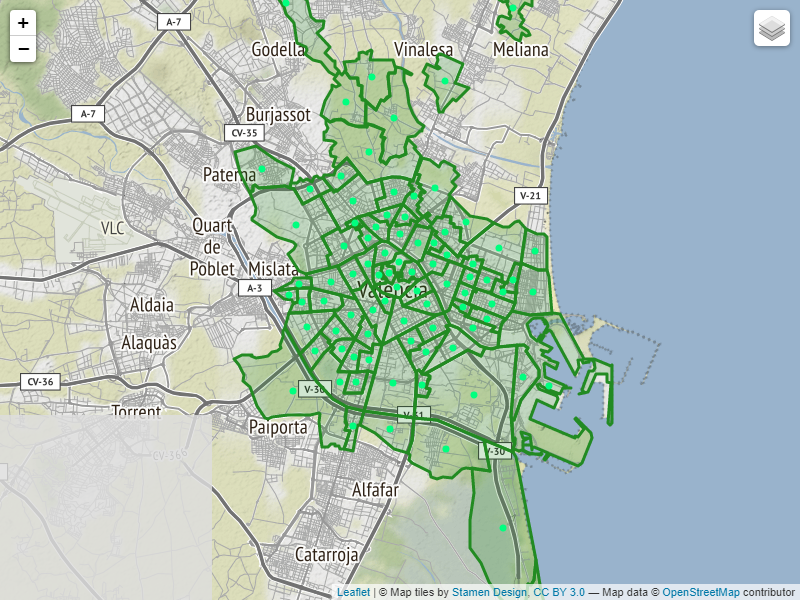 +
−
A-7
Godella
Vinalesa
Meliana
A-7
Burjassot
CV-35
Paterna
V-21
VLC
Quart
de
Poblet
Mislata
A-3
València
Aldaia
Alaquàs
CV-36
Torrent
V-30
V-31
Paiporta
CV-36
V-30
Alfafar
Catarroja
Leaflet | © Map tiles by Stamen Design, CC BY 3.0 — Map data © OpenStreetMap contributor